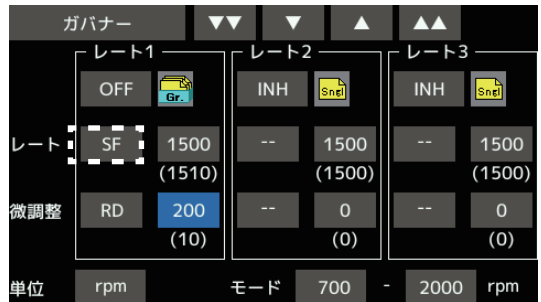 ガバナー ▼▼ ▼ ▲ ▲▲
レート1 レート2 レート3
OFF Gr. INH Sngl INH Sngl
レート SF 1500 -- 1500 -- 1500
(1510) (1500) (1500)
微調整 RD 200 -- 0 -- 0
(10) (0) (0)
単位 rpm モード 700 - 2000 rpm